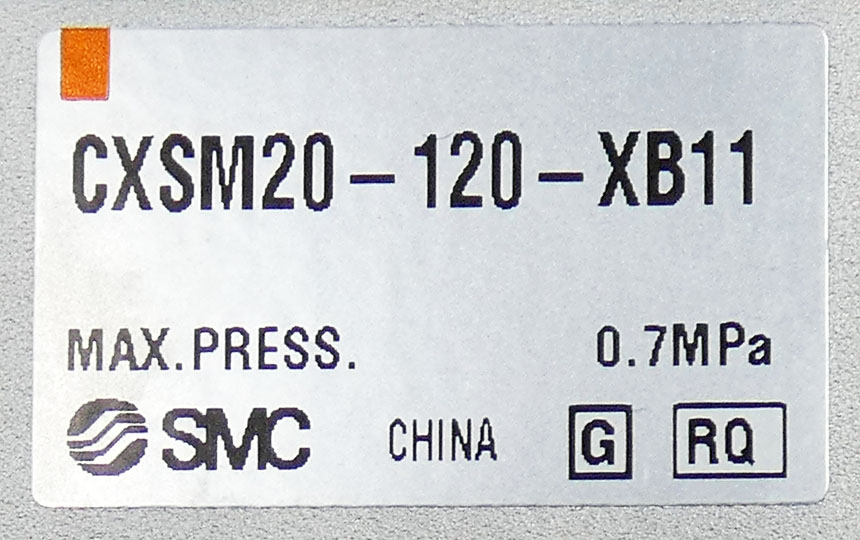 CXSM20-120-XB11
MAX.PRESS. 0.7MPa
SMC CHINA G RQ